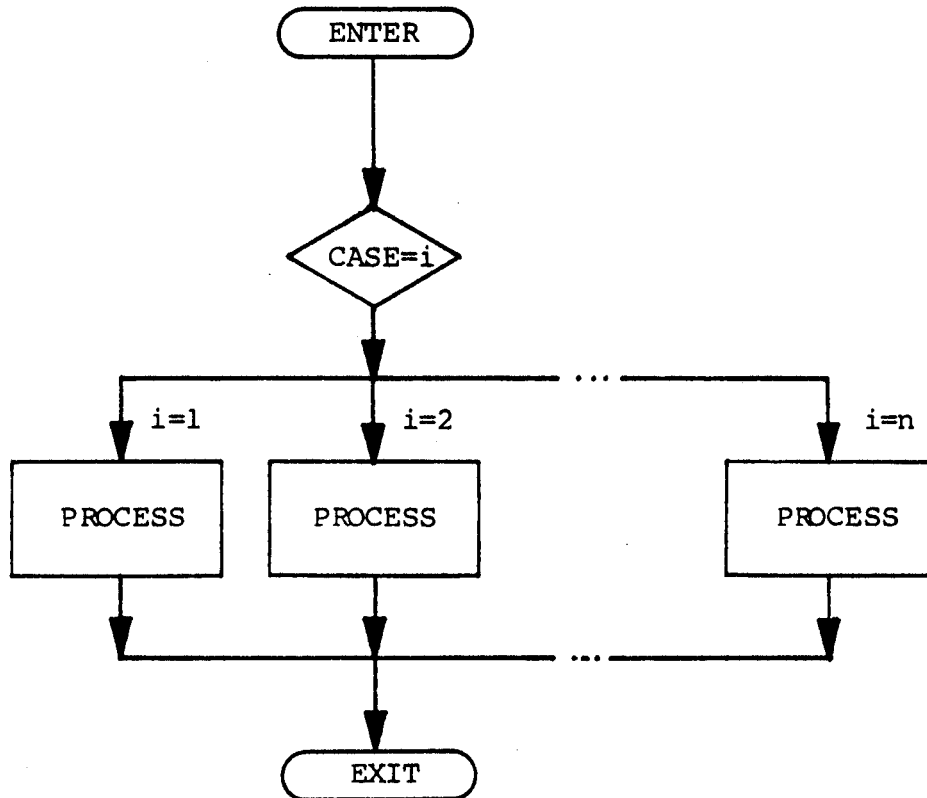 ENTER
CASE=i
...
i=1 i=2 i=n
PROCESS PROCESS PROCESS
...
EXIT